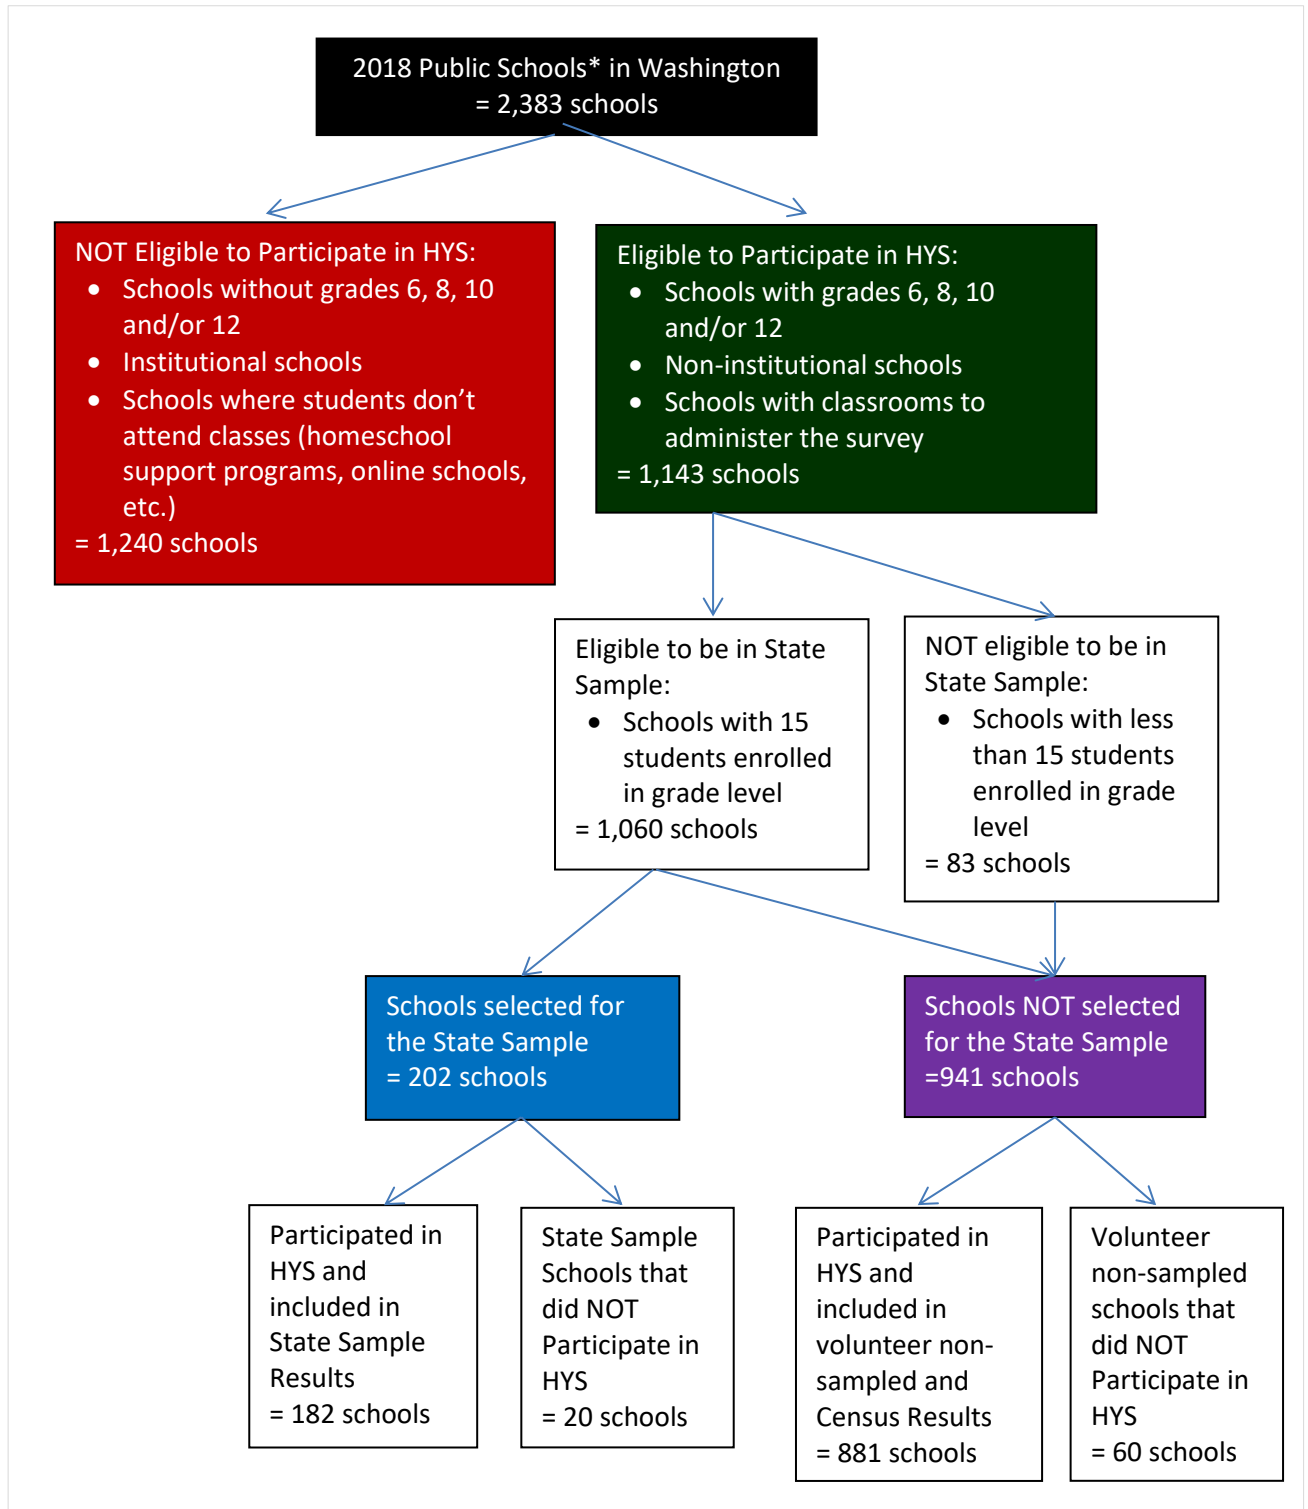 2018 Public Schools* in Washington
= 2,383 schools
NOT Eligible to Participate in HYS:
• Schools without grades 6, 8, 10
and/or 12
• Institutional schools
• Schools where students don’t
attend classes (homeschool
support programs, online schools,
etc.)
= 1,240 schools
Eligible to Participate in HYS:
• Schools with grades 6, 8, 10
and/or 12
• Non-institutional schools
• Schools with classrooms to
administer the survey
= 1,143 schools
Eligible to be in State
Sample:
• Schools with 15
students enrolled
in grade level
= 1,060 schools
NOT eligible to be in
State Sample:
• Schools with less
than 15 students
enrolled in grade
level
= 83 schools
Schools selected for
the State Sample
= 202 schools
Schools NOT selected
for the State Sample
=941 schools
Participated in
HYS and
included in
State Sample
Results
= 182 schools
State Sample
Schools that
did NOT
Participate in
HYS
= 20 schools
Participated in
HYS and
included in
volunteer non-
sampled and
Census Results
= 881 schools
Volunteer
non-sampled
schools that
did NOT
Participate in
HYS
= 60 schools